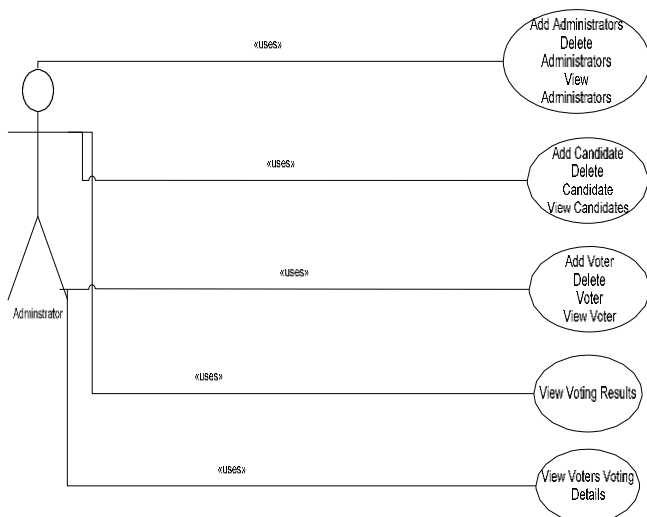 Add Administrators
Delete
Administrators
View
Administrators
«uses»
Add Candidate
Delete
Candidate
View Candidates
«uses»
Add Voter
Delete
Voter
View Voter
«uses»
Adminstrator
View Voting Results
«uses»
View Voters Voting
Details
«uses»